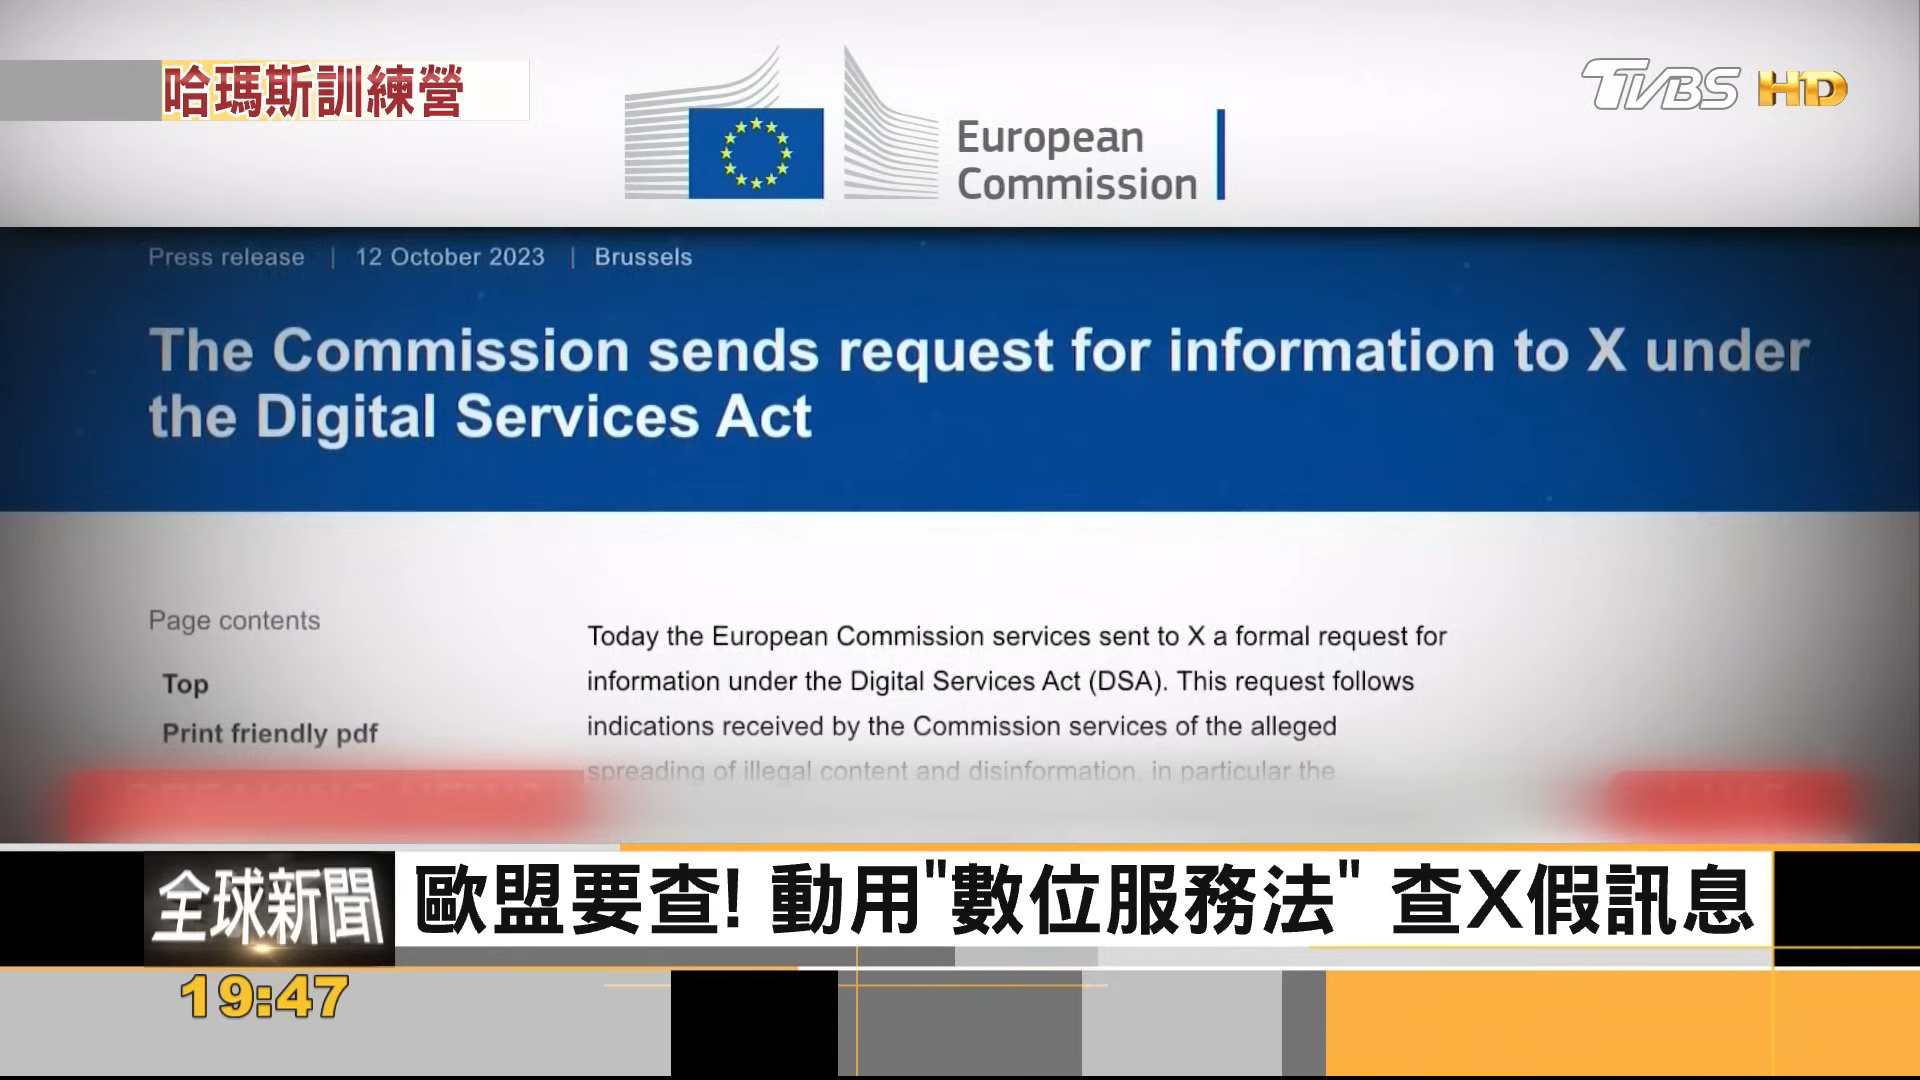 哈瑪斯訓練營
TVBS HD
European
Commission
Press release | 12 October 2023 | Brussels
The Commission sends request for information to X under
the Digital Services Act
Page contents
Top
Print friendly pdf
Today the European Commission services sent to X a formal request for
information under the Digital Services Act (DSA). This request follows
indications received by the Commission services of the alleged
spreading of illegal content and disinformation, in particular the
全球新聞
歐盟要查! 動用"數位服務法" 查X假訊息
19:47